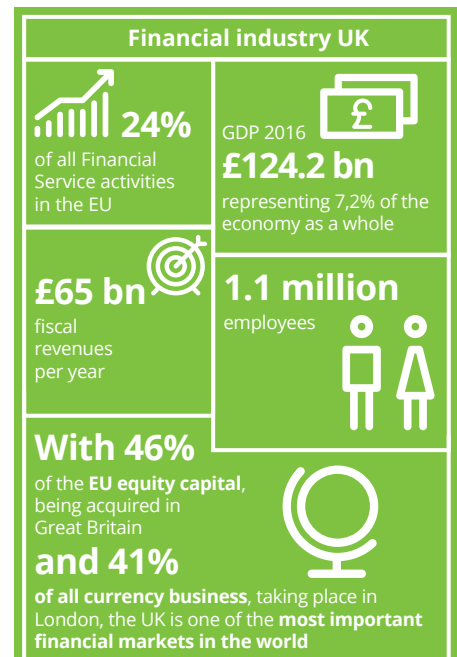 Financial industry UK
24%
of all Financial
Service activities
in the EU
£
GDP 2016
£124.2 bn
representing 7,2% of the
economy as a whole
£65 bn
fiscal
revenues
per year
1.1 million
employees
With 46%
of the EU equity capital,
being acquired in
Great Britain
and 41%
of all currency business, taking place in
London, the UK is one of the most important
financial markets in the world